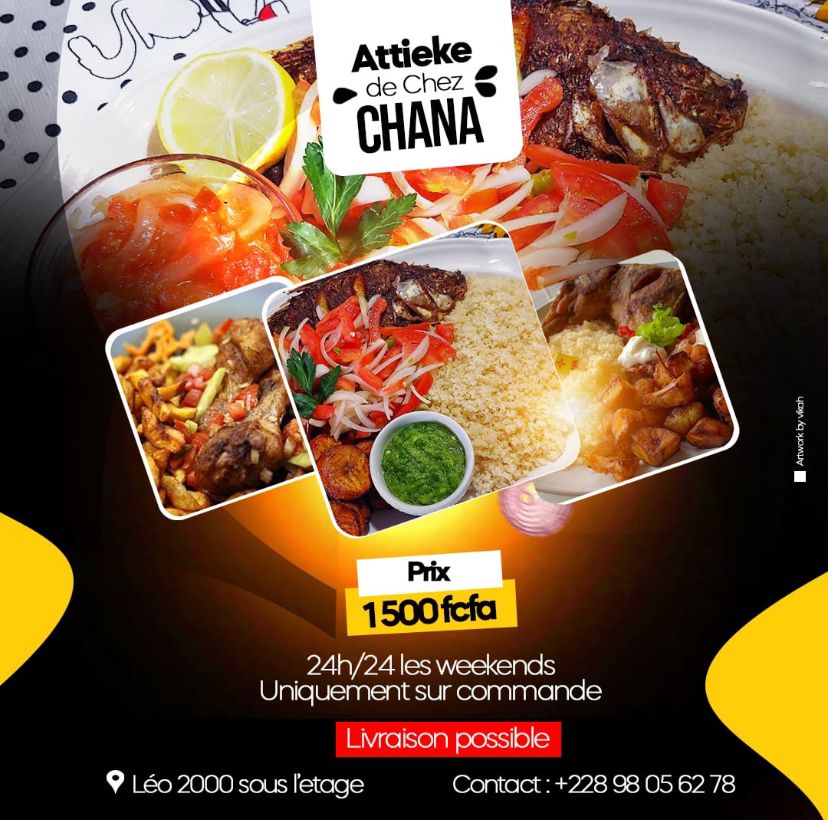 Attieke
de Chez
CHANA
Artwork by vikah
Prix
1500 fcfa
24h/24 les weekends
Uniquement sur commande
Livraison possible
Léo 2000 sous l'etage
Contact : +228 98 05 62 78